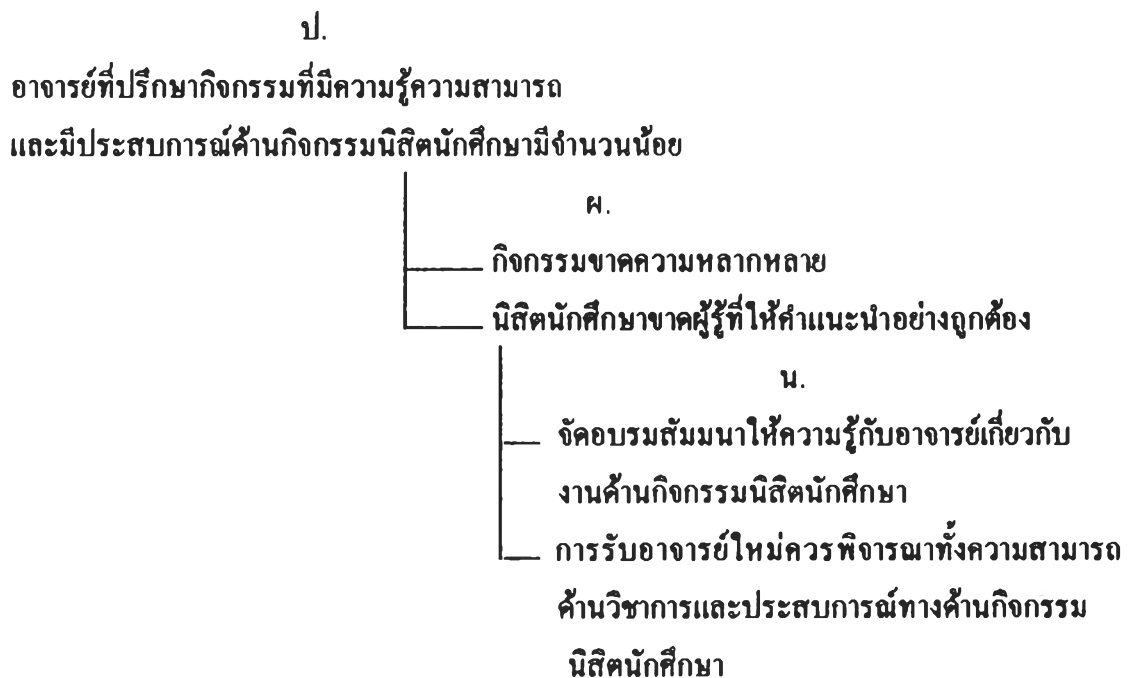 ป.
อาจารย์ที่ปรึกษากิจกรรมที่มีความรู้ความสามารถ
และมีประสบการณ์ด้านกิจกรรมนิสิตนักศึกษามีจำนวนน้อย
ผ.
กิจกรรมขาดความหลากหลาย
นิสิตนักศึกษาขาดผู้รู้ที่ให้คำแนะนำอย่างถูกต้อง
น.
จัดอบรมสัมมนาให้ความรู้กับอาจารย์เกี่ยวกับ
งานด้านกิจกรรมนิสิตนักศึกษา
การรับอาจารย์ใหม่ควรพิจารณาทั้งความสามารถ
ด้านวิชาการและประสบการณ์ทางด้านกิจกรรม
นิสิตนักศึกษา